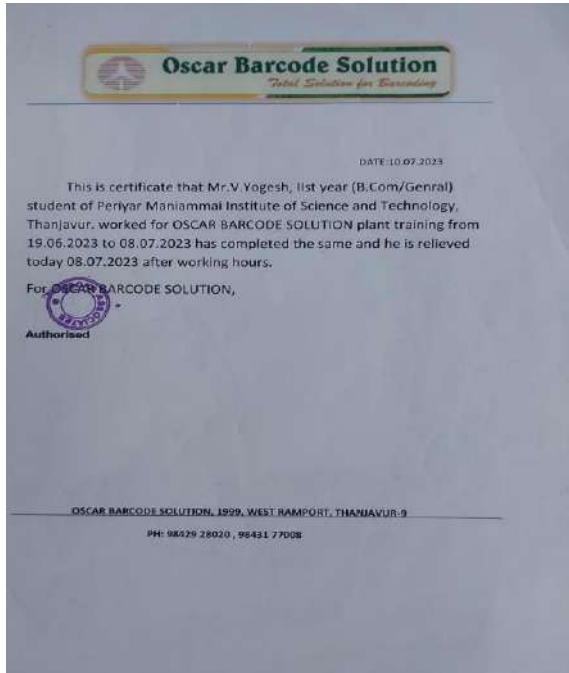 Oscar Barcode Solution
Total Solution for Barcoding
DATE:10.07.2023
This is certificate that Mr.V.Yogesh, IIst year (B.Com/Genral)
student of Periyar Maniammai Institute of Science and Technology,
Thanjavur. worked for OSCAR BARCODE SOLUTION plant training from
19.06.2023 to 08.07.2023 has completed the same and he is relieved
today 08.07.2023 after working hours.
For OSCAR BARCODE SOLUTION,
Authorised
OSCAR BARCODE SOLUTION, 1999, WEST RAMPORT, THANJAVUR-9
PH: 98429 28020 , 98431 77008